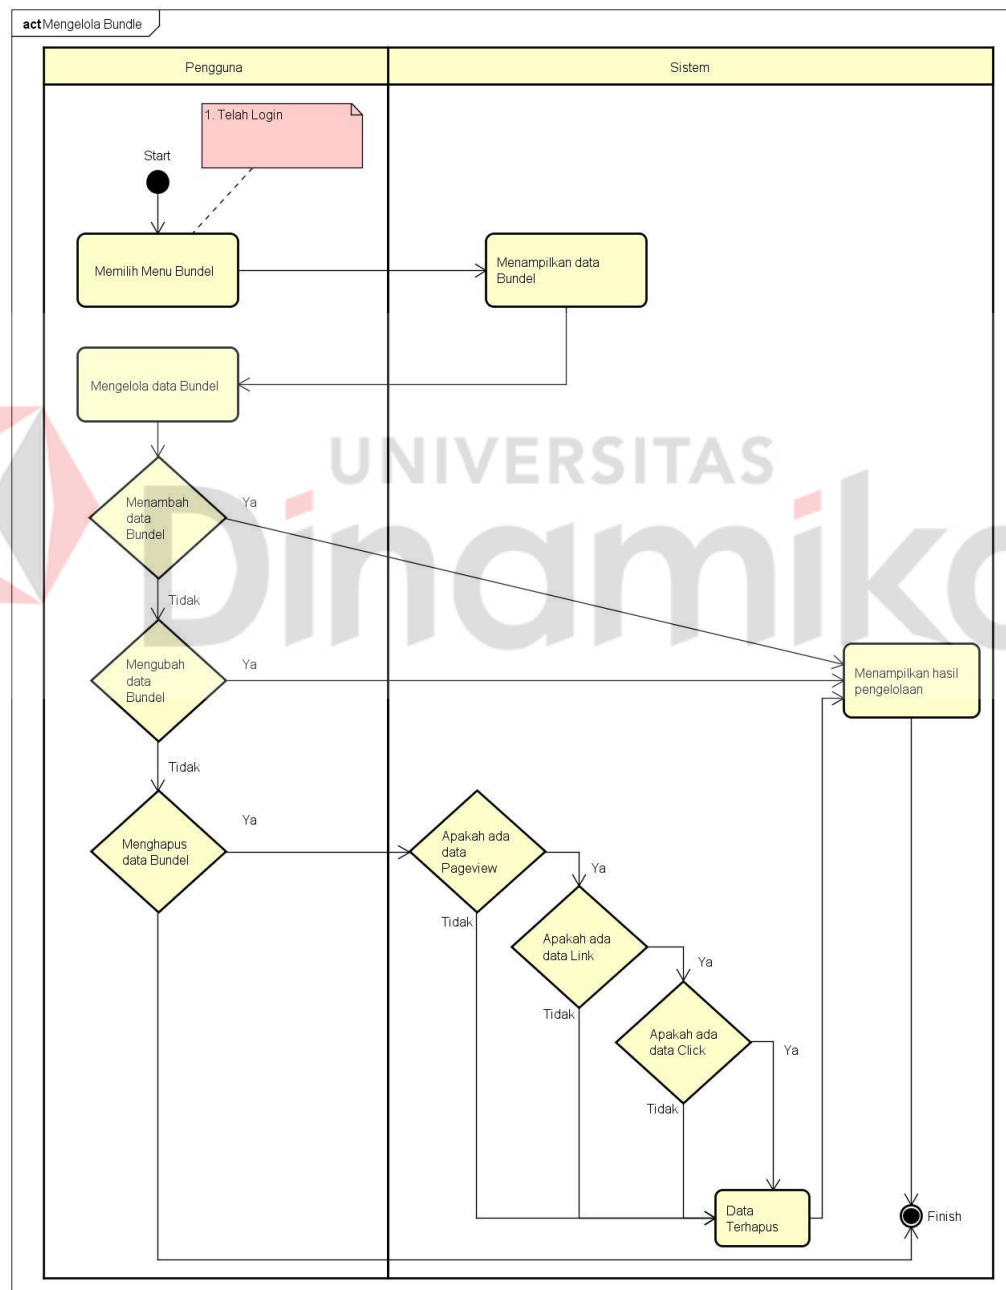 act Mengelola Bundle
Pengguna
Sistem
1. Telah Login
Start
Memilih Menu Bundel
Menampilkan data
Bundel
Mengelola data Bundel
UNIVERSITAS
Dinamika
Menambah
data
Bundel
Ya
Tidak
Mengubah
data
Bundel
Ya
Menampilkan hasil
pengelolaan
Tidak
Menghapus
data Bundel
Ya
Apakah ada
data
Pageview
Ya
Tidak
Apakah ada
data Link
Ya
Tidak
Apakah ada
data Click
Ya
Tidak
Data
Terhapus
Finish